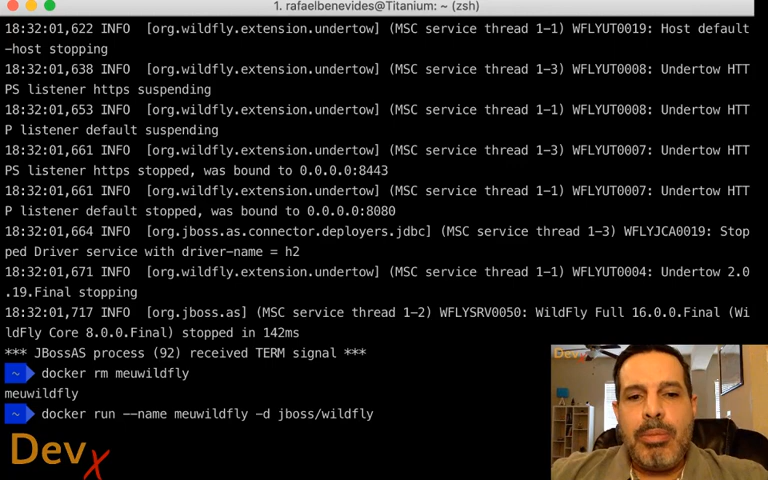 1. rafaelbenevides@Titanium: ~ (zsh)
18:32:01,622 INFO  [org.wildfly.extension.undertow] (MSC service thread 1-1) WFLYUT0019: Host default
-host stopping
18:32:01,638 INFO  [org.wildfly.extension.undertow] (MSC service thread 1-3) WFLYUT0008: Undertow HTT
PS listener https suspending
18:32:01,653 INFO  [org.wildfly.extension.undertow] (MSC service thread 1-1) WFLYUT0008: Undertow HTT
P listener default suspending
18:32:01,661 INFO  [org.wildfly.extension.undertow] (MSC service thread 1-3) WFLYUT0007: Undertow HTT
PS listener https stopped, was bound to 0.0.0.0:8443
18:32:01,661 INFO  [org.wildfly.extension.undertow] (MSC service thread 1-1) WFLYUT0007: Undertow HTT
P listener default stopped, was bound to 0.0.0.0:8080
18:32:01,664 INFO  [org.jboss.as.connector.deployers.jdbc] (MSC service thread 1-3) WFLYJCA0019: Stop
ped Driver service with driver-name = h2
18:32:01,671 INFO  [org.wildfly.extension.undertow] (MSC service thread 1-1) WFLYUT0004: Undertow 2.0
.19.Final stopping
18:32:01,717 INFO  [org.jboss.as] (MSC service thread 1-2) WFLYSRV0050: WildFly Full 16.0.0.Final (Wi
ldFly Core 8.0.0.Final) stopped in 142ms
*** JBossAS process (92) received TERM signal ***
~ docker rm meuwildfly
meuwildfly
~ docker run --name meuwildfly -d jboss/wildfly
DevX
Dev